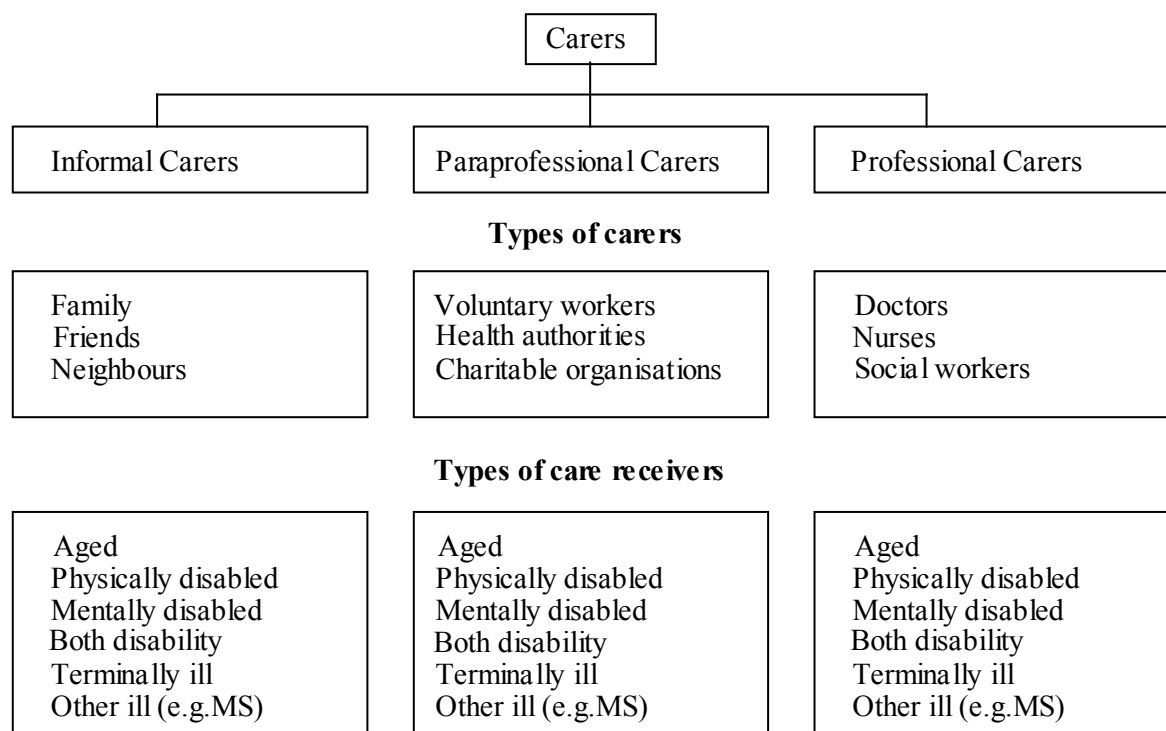 Carers
Informal Carers
Paraprofessional Carers
Professional Carers
Types of carers
Family
Friends
Neighbours
Voluntary workers
Health authorities
Charitable organisations
Doctors
Nurses
Social workers
Types of care receivers
Aged
Physically disabled
Mentally disabled
Both disability
Terminally ill
Other ill (e.g.MS)
Aged
Physically disabled
Mentally disabled
Both disability
Terminally ill
Other ill (e.g.MS)
Aged
Physically disabled
Mentally disabled
Both disability
Terminally ill
Other ill (e.g.MS)